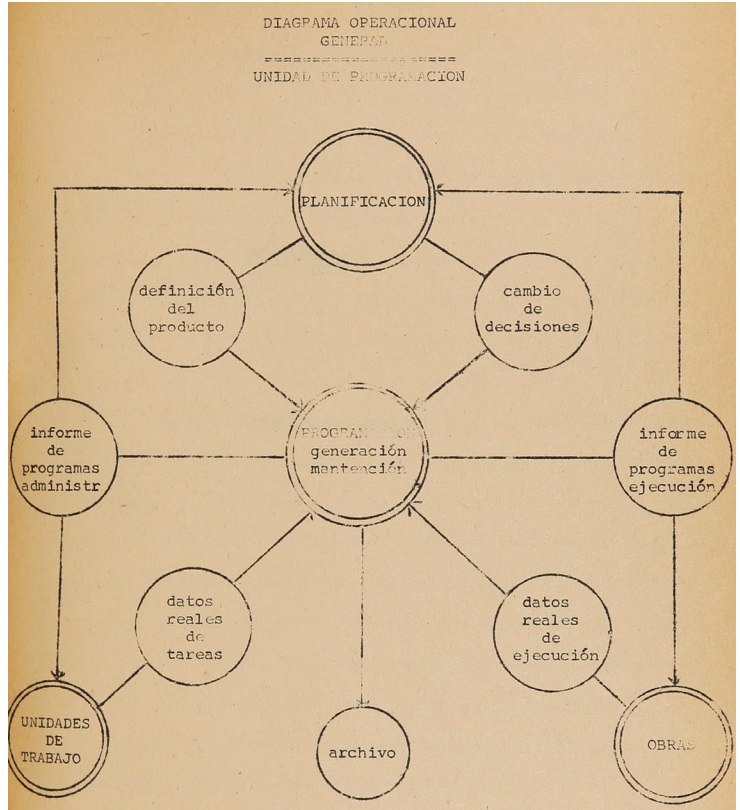 DIAGRAMA OPERACIONAL
GENERAL
=====================
UNIDAD DE PROGRAMACION
PLANIFICACION
definición
del
producto
cambio
de
decisiones
informe
de
programas
administr
PROGRAMACION
generación
mantención
informe
de
programas
ejecución
datos
reales
de
tareas
datos
reales
de
ejecución
UNIDADES
DE
TRABAJO
archivo
OBRAS